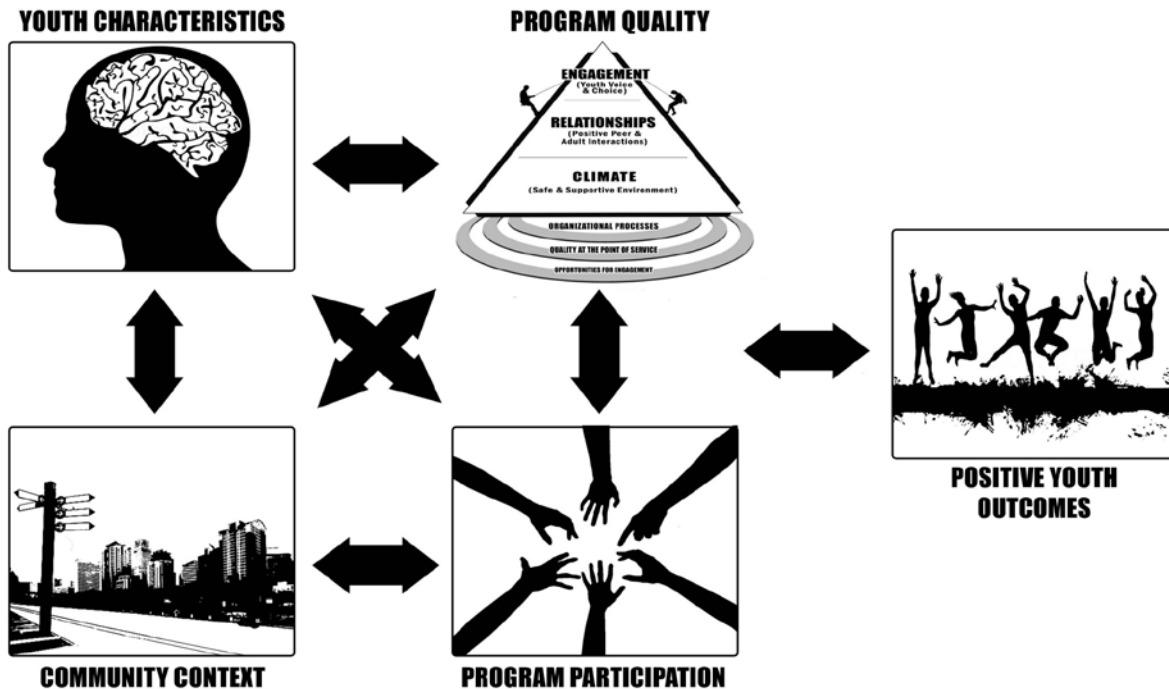 YOUTH CHARACTERISTICS
PROGRAM QUALITY
ENGAGEMENT
(Youth Voice
& Choice)
RELATIONSHIPS
(Positive Peer &
Adult Interactions)
CLIMATE
(Safe & Supportive Environment)
ORGANIZATIONAL PROCESSES
QUALITY AT THE POINT OF SERVICE
OPPORTUNITIES FOR ENGAGEMENT
POSITIVE YOUTH
OUTCOMES
COMMUNITY CONTEXT
PROGRAM PARTICIPATION